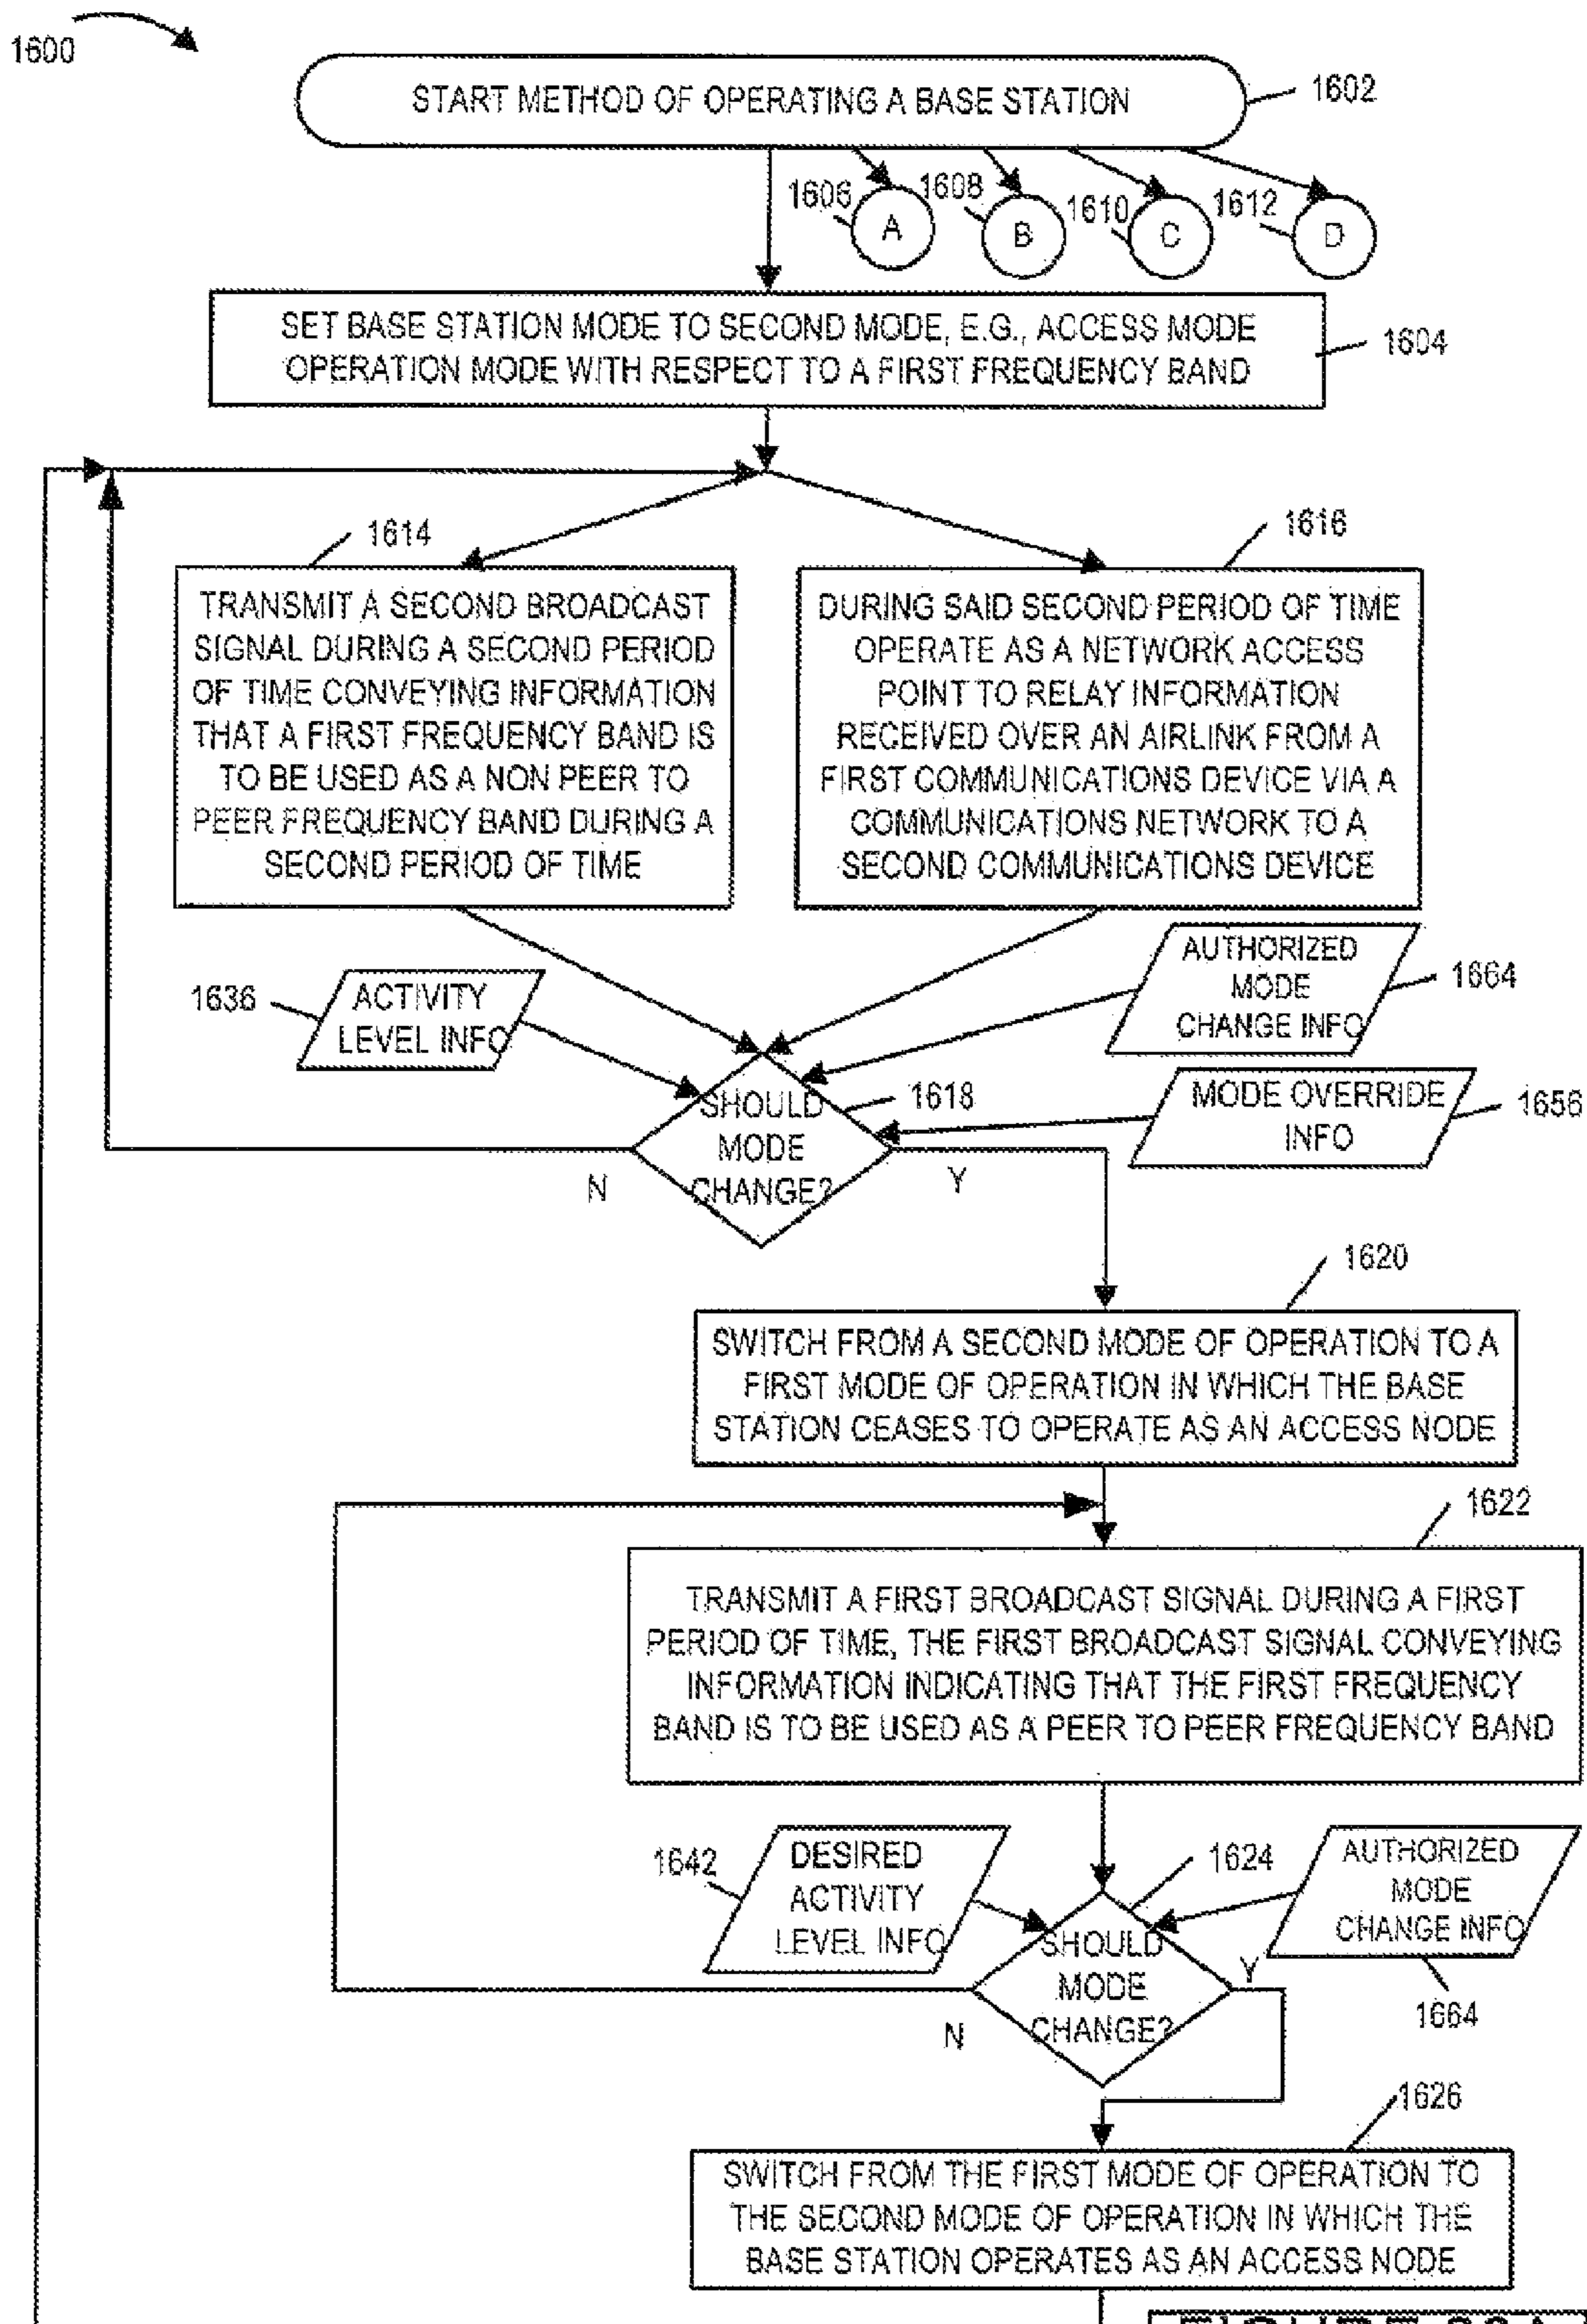 1600
START METHOD OF OPERATING A BASE STATION
1602
1606
A
1608
B
1610
C
1612
D
SET BASE STATION MODE TO SECOND MODE, E.G., ACCESS MODE
OPERATION MODE WITH RESPECT TO A FIRST FREQUENCY BAND
1604
1614
1616
TRANSMIT A SECOND BROADCAST
SIGNAL DURING A SECOND PERIOD
OF TIME CONVEYING INFORMATION
THAT A FIRST FREQUENCY BAND IS
TO BE USED AS A NON PEER TO
PEER FREQUENCY BAND DURING A
SECOND PERIOD OF TIME
DURING SAID SECOND PERIOD OF TIME
OPERATE AS A NETWORK ACCESS
POINT TO RELAY INFORMATION
RECEIVED OVER AN AIRLINK FROM A
FIRST COMMUNICATIONS DEVICE VIA A
COMMUNICATIONS NETWORK TO A
SECOND COMMUNICATIONS DEVICE
1636
ACTIVITY
LEVEL INFO
AUTHORIZED
MODE
CHANGE INFO
1664
SHOULD
MODE
CHANGE?
1618
MODE OVERRIDE
INFO
1656
N
Y
1620
SWITCH FROM A SECOND MODE OF OPERATION TO A
FIRST MODE OF OPERATION IN WHICH THE BASE
STATION CEASES TO OPERATE AS AN ACCESS NODE
1622
TRANSMIT A FIRST BROADCAST SIGNAL DURING A FIRST
PERIOD OF TIME, THE FIRST BROADCAST SIGNAL CONVEYING
INFORMATION INDICATING THAT THE FIRST FREQUENCY
BAND IS TO BE USED AS A PEER TO PEER FREQUENCY BAND
1642
DESIRED
ACTIVITY
LEVEL INFO
1624
AUTHORIZED
MODE
CHANGE INFO
1664
SHOULD
MODE
CHANGE?
Y
N
1626
SWITCH FROM THE FIRST MODE OF OPERATION TO
THE SECOND MODE OF OPERATION IN WHICH THE
BASE STATION OPERATES AS AN ACCESS NODE